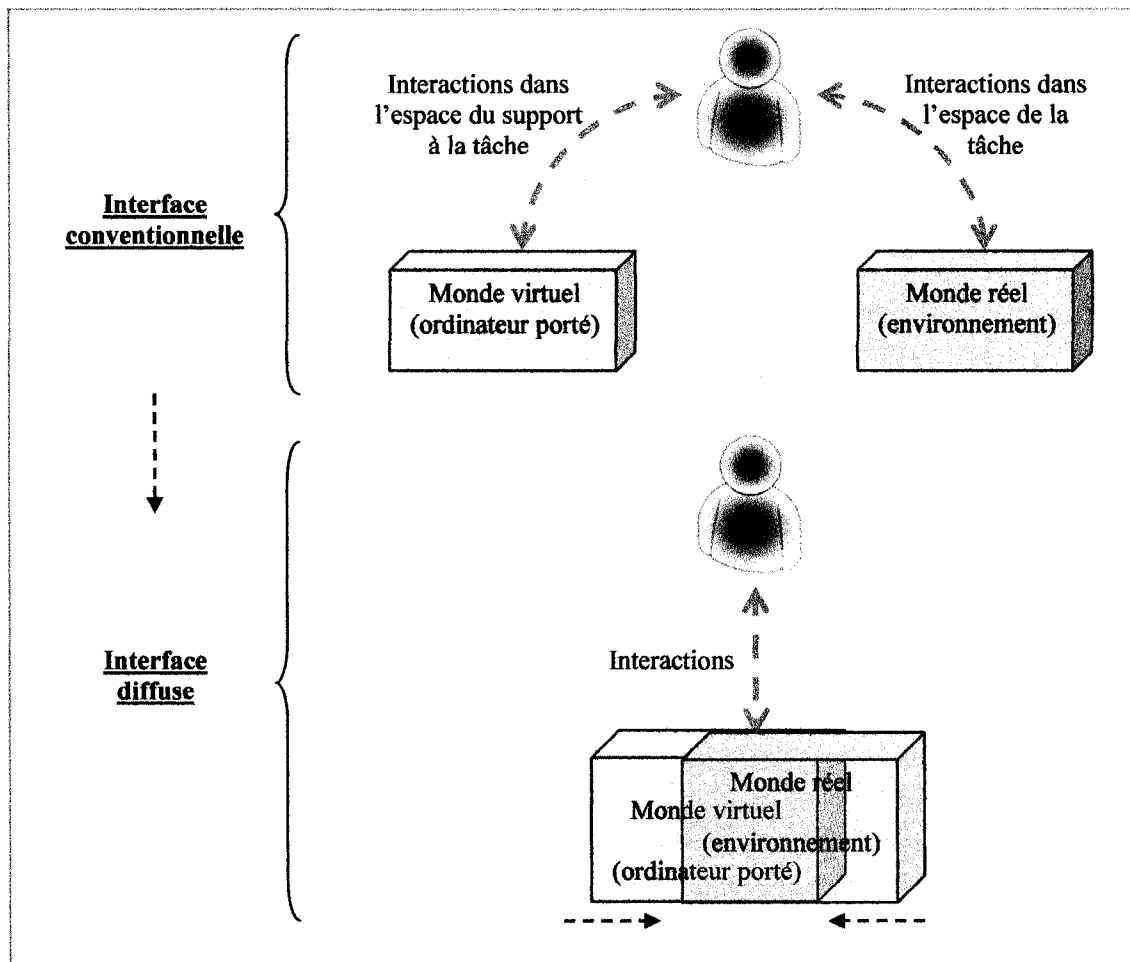 Interactions dans
l'espace du support
à la tâche
Interactions dans
l'espace de la
tâche
Interface
conventionnelle
Monde virtuel
(ordinateur porté)
Monde réel
(environnement)
Interactions
Interface
diffuse
Monde réel
Monde virtuel
(environnement)
(ordinateur porté)